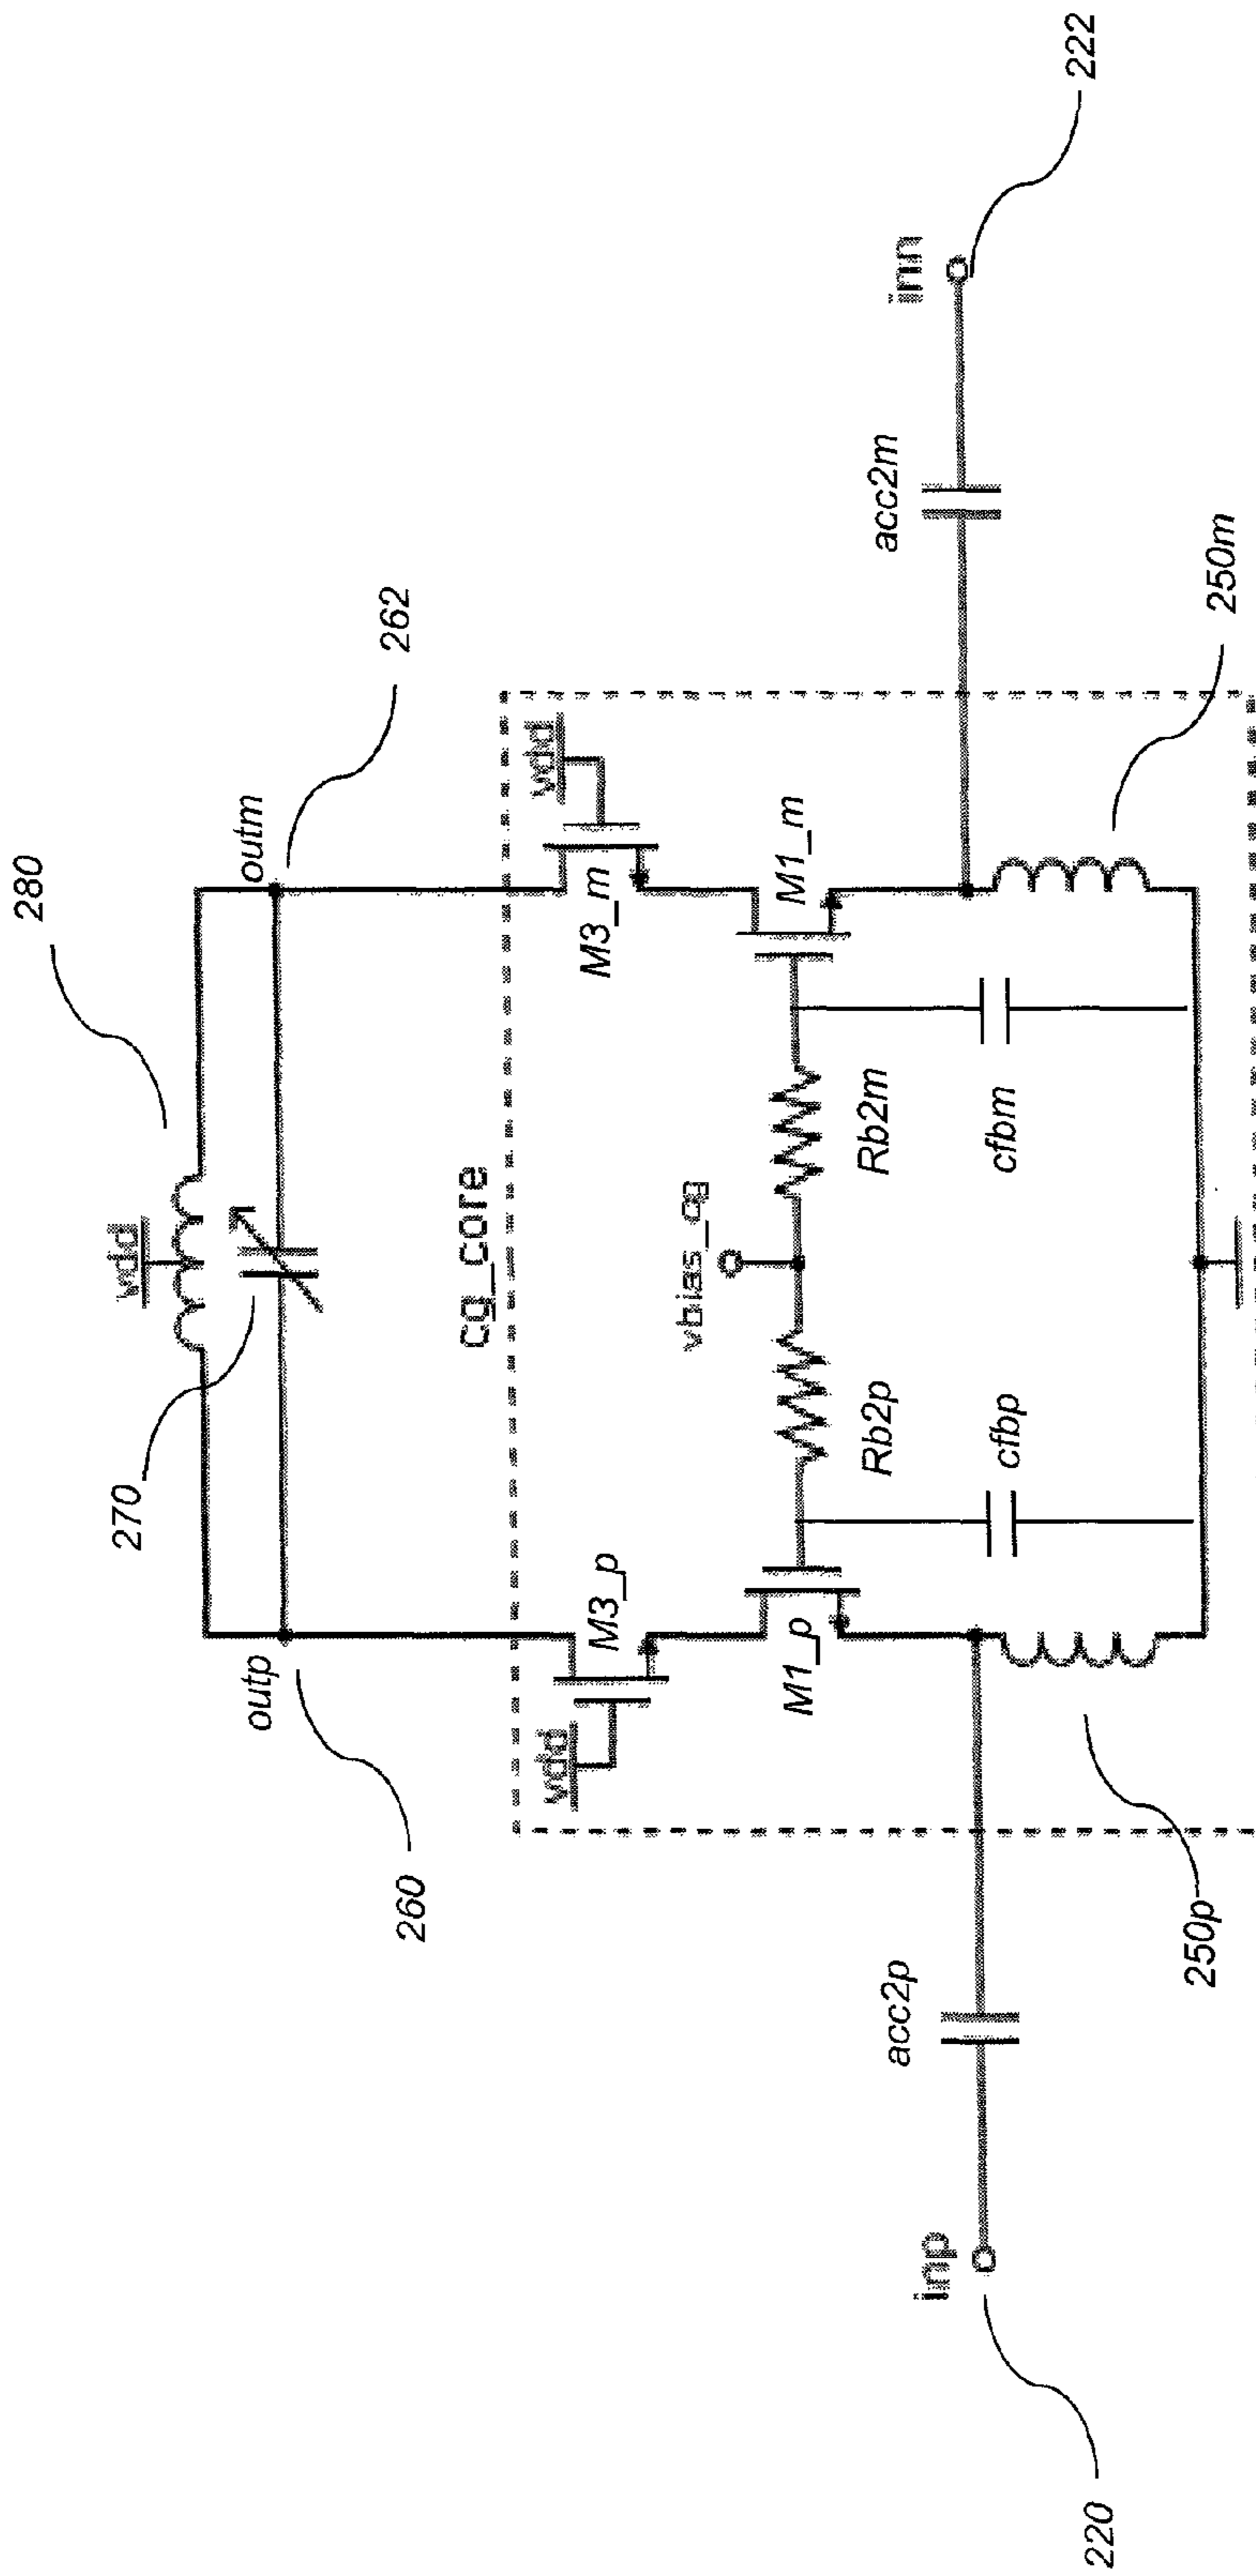 280
vdd
270
outp
outm
260
262
cg_core
vdd
M3_p
M3_m
vdd
vbias_cg
M1_p
M1_m
Rb2p
Rb2m
cfbp
cfbm
acc2p
acc2m
inp
220
222
250p
250m